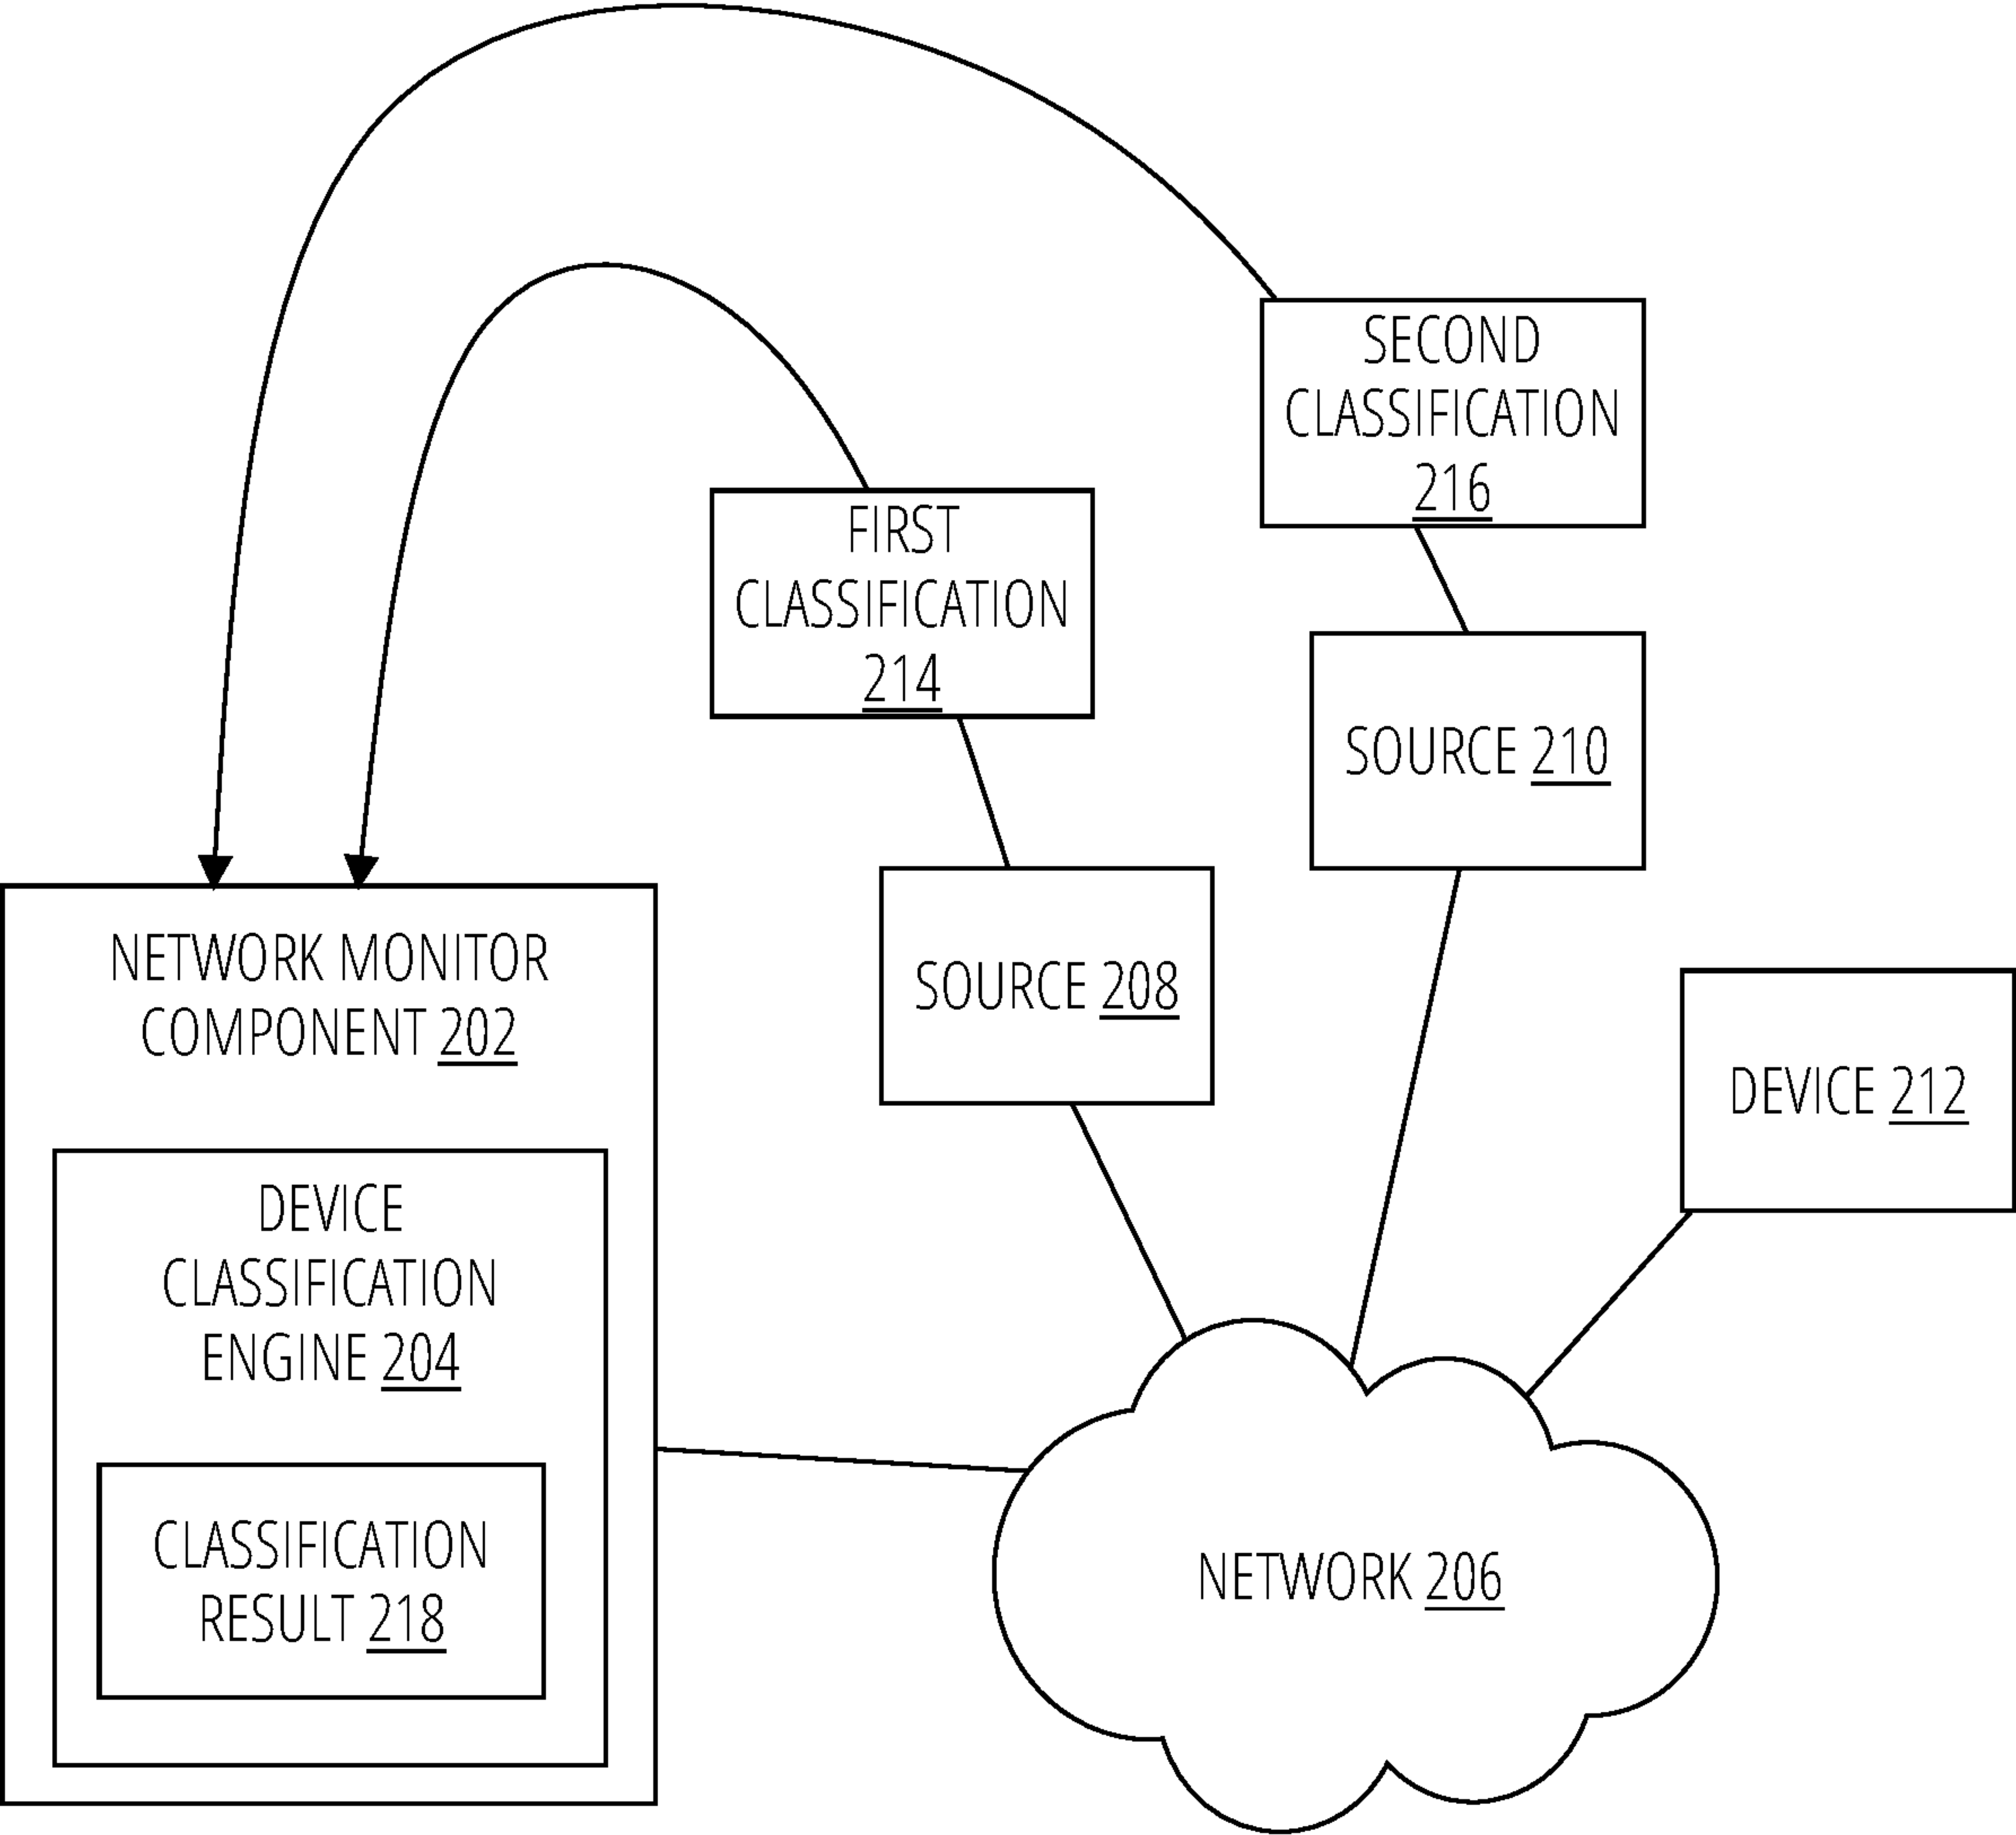 SECOND
CLASSIFICATION
216
FIRST
CLASSIFICATION
214
SOURCE 210
SOURCE 208
NETWORK MONITOR
COMPONENT 202
DEVICE 212
DEVICE
CLASSIFICATION
ENGINE 204
CLASSIFICATION
RESULT 218
NETWORK 206